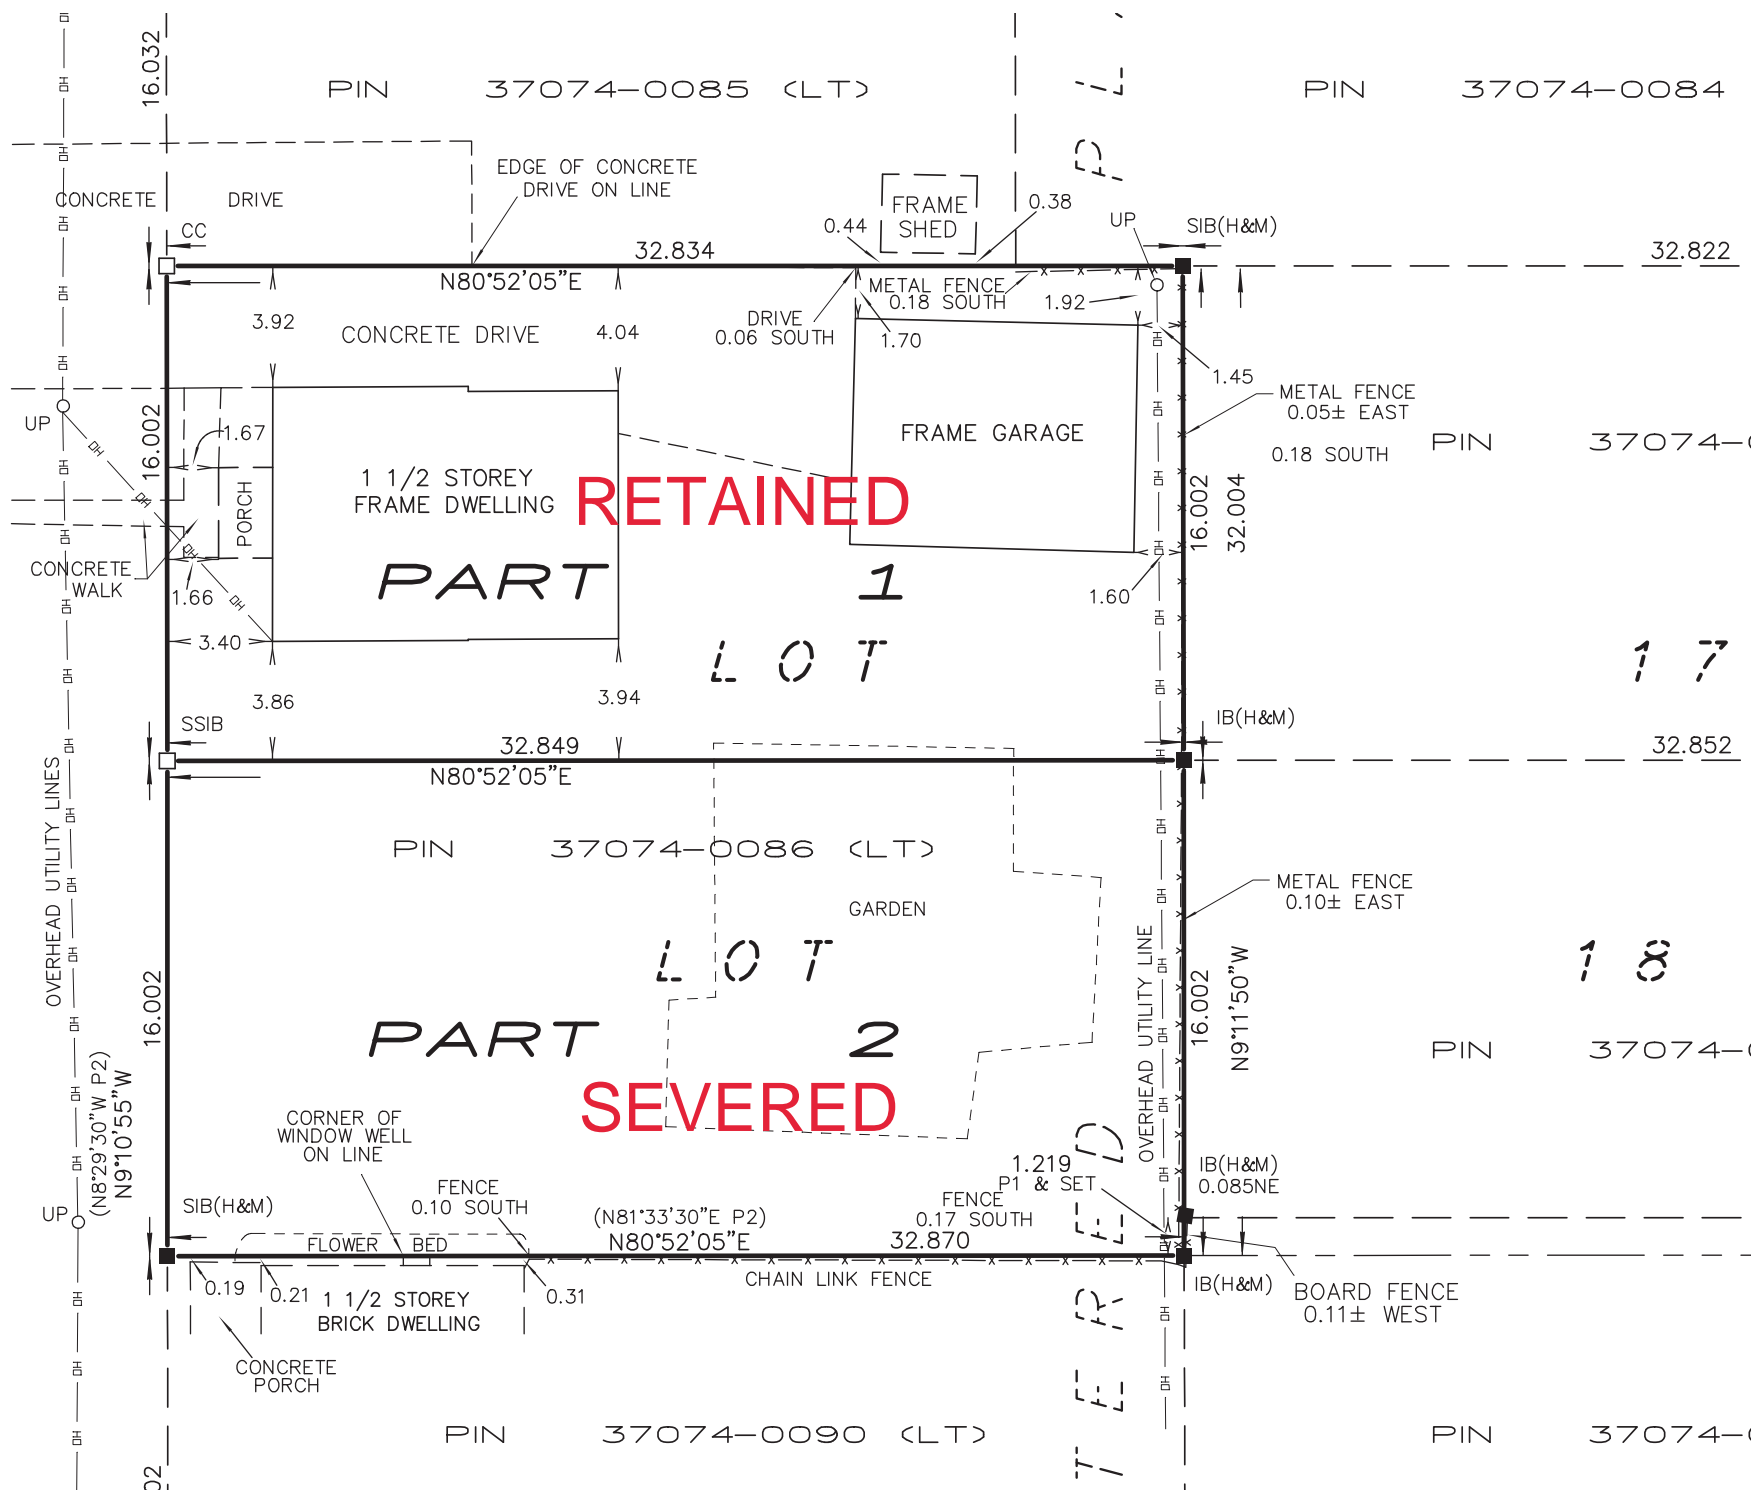 16.032
PIN 37074-0085 (LT)
PIN 37074-0084
P L
EDGE OF CONCRETE
DRIVE ON LINE
CONCRETE DRIVE
FRAME
SHED
0.38
0.44
UP
SIB(H&M)
CC
32.834
32.822
N80°52'05"E
METAL FENCE
0.18 SOUTH
1.92
3.92
CONCRETE DRIVE
4.04
DRIVE
0.06 SOUTH
1.70
1.45
METAL FENCE
0.05± EAST
UP
16.002
1.67
FRAME GARAGE
PIN 37074-0
0.18 SOUTH
1 1/2 STOREY
FRAME DWELLING
RETAINED
PORCH
16.002
32.004
CONCRETE
WALK
1.66
PART 1
1.60
3.40
LOT 17
3.86
3.94
SSIB
IB(H&M)
32.849
32.852
N80°52'05"E
OVERHEAD UTILITY LINES
PIN 37074-0086 (LT)
METAL FENCE
0.10± EAST
GARDEN
LOT 18
OVERHEAD UTILITY LINE
16.002
16.002
N9°11'50"W
PART 2
PIN 37074-0
SEVERED
(N8°29'30"W P2)
N9°10'55"W
CORNER OF
WINDOW WELL
ON LINE
1.219
P1 & SET
IB(H&M)
0.085NE
FENCE
0.10 SOUTH
FENCE
0.17 SOUTH
UP
SIB(H&M)
(N81°33'30"E P2)
N80°52'05"E
32.870
FLOWER BED
CHAIN LINK FENCE
IB(H&M)
0.19
0.21
0.31
1 1/2 STOREY
BRICK DWELLING
BOARD FENCE
0.11± WEST
CONCRETE
PORCH
TERED
PIN 37074-0090 (LT)
PIN 37074-0
02
OH